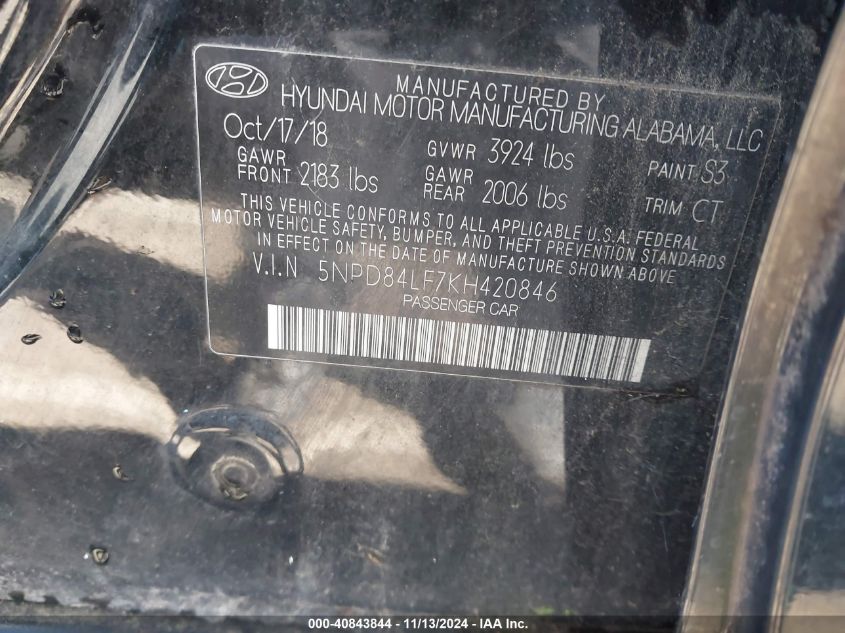 MANUFACTURED BY
HYUNDAI MOTOR MANUFACTURING ALABAMA, LLC
Oct/17/18 GVWR 3924 lbs PAINT S3
GAWR FRONT 2183 lbs GAWR REAR 2006 lbs TRIM CT
THIS VEHICLE CONFORMS TO ALL APPLICABLE U.S.A. FEDERAL
MOTOR VEHICLE SAFETY, BUMPER, AND THEFT PREVENTION STANDARDS
IN EFFECT ON THE DATE OF MANUFACTURE SHOWN ABOVE
V.I.N 5NPD84LF7KH420846
PASSENGER CAR
000-40843844 — 11/13/2024 — IAA Inc.